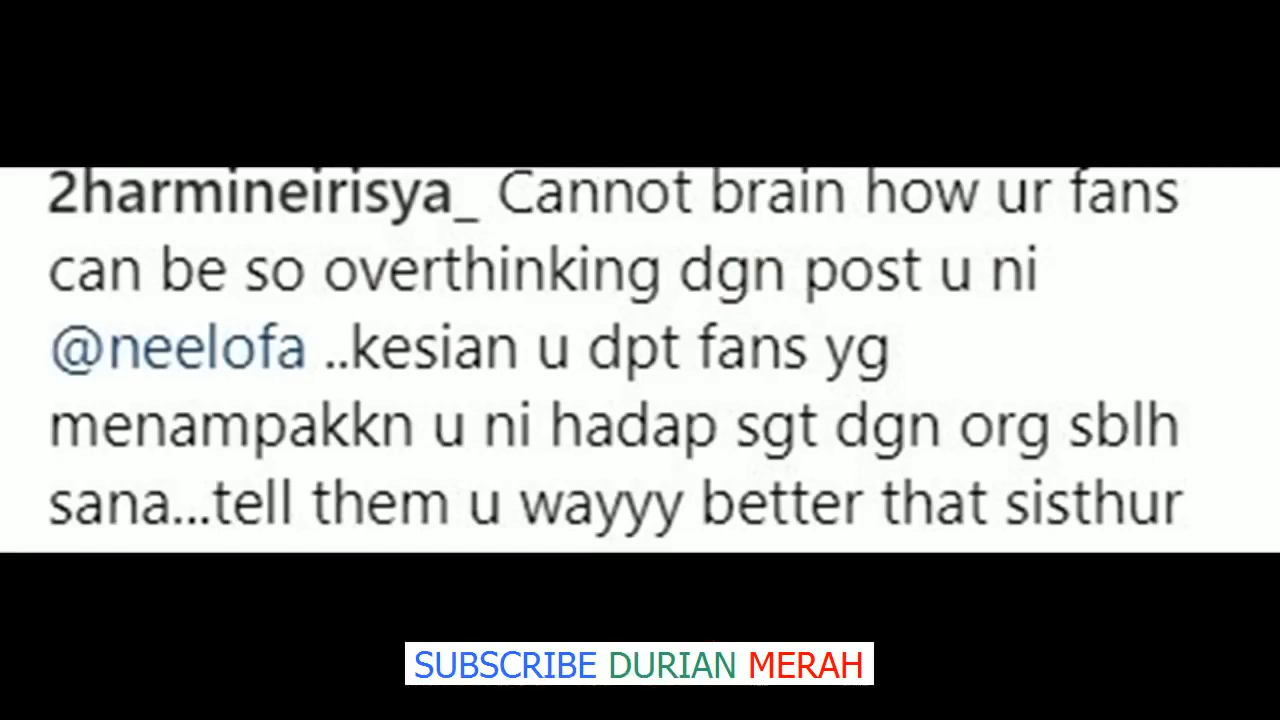 2harmineirisya_ Cannot brain how ur fans
can be so overthinking dgn post u ni
@neelofa ..kesian u dpt fans yg
menampakkn u ni hadap sgt dgn org sblh
sana...tell them u wayyy better that sisthur
SUBSCRIBE DURIAN MERAH